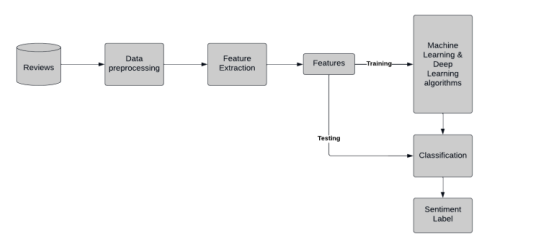 Reviews
Data
preprocessing
Feature
Extraction
Features
Training
Machine
Learning &
Deep
Learning
algorithms
Testing
Classification
Sentiment
Label